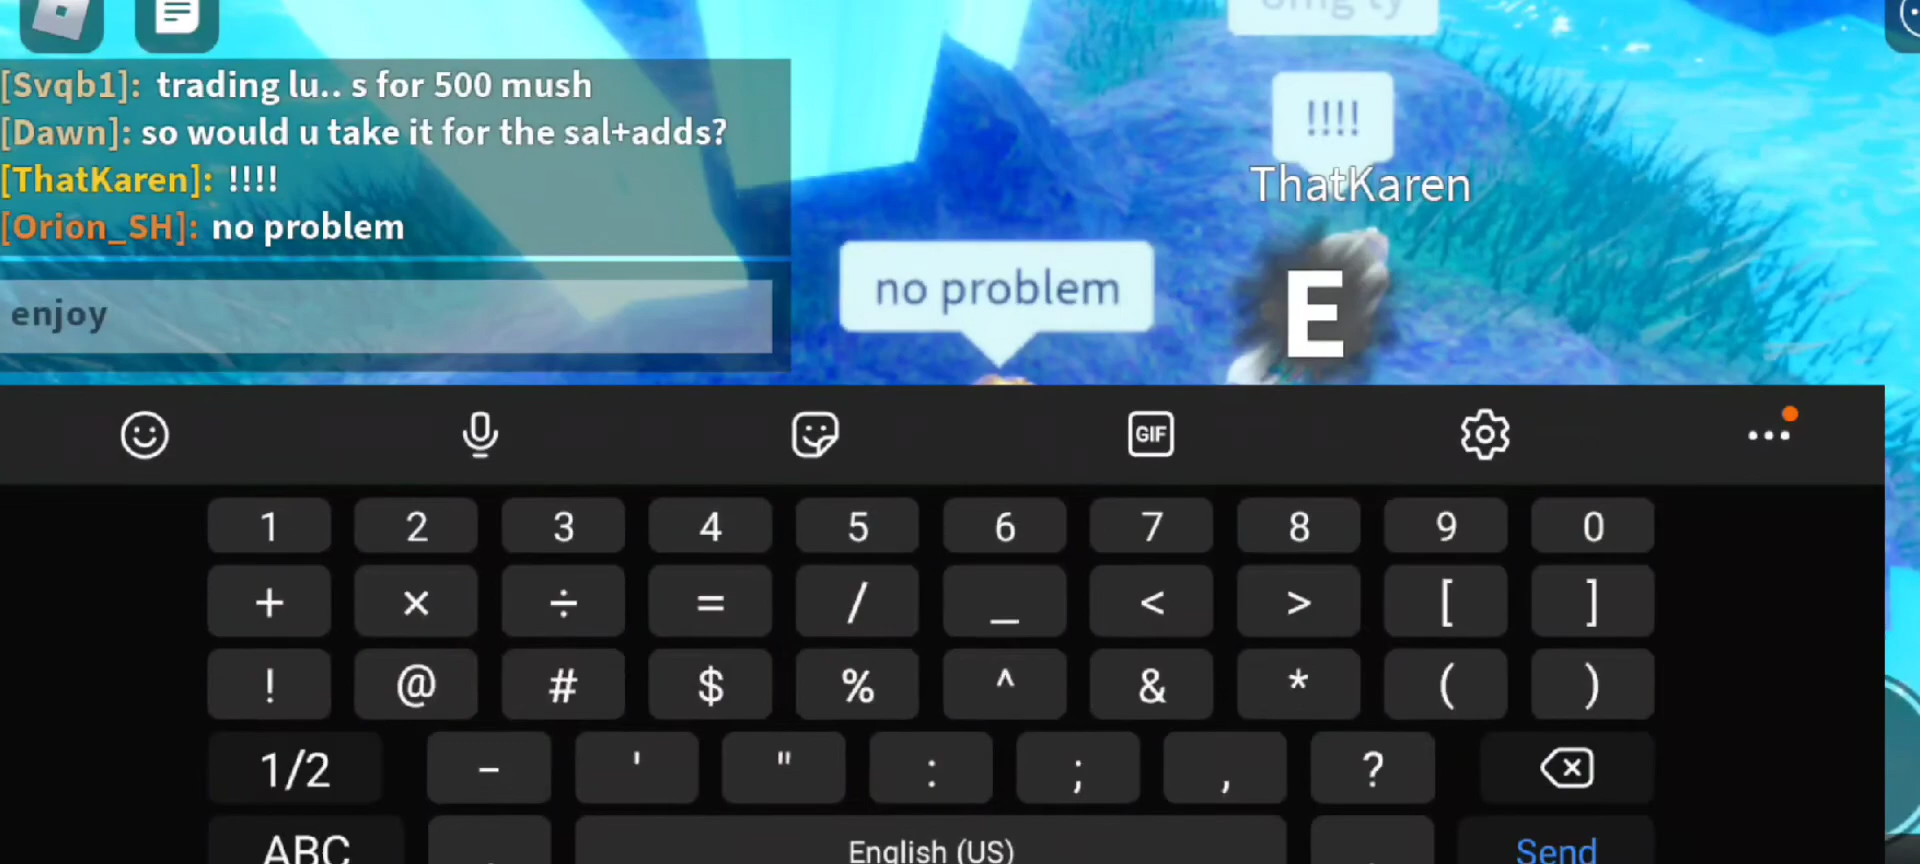 [Svqb1]: trading lu.. s for 500 mush
[Dawn]: so would u take it for the sal+adds?
[ThatKaren]: !!!!
[Orion_SH]: no problem
enjoy
omg ty
!!!!
ThatKaren
no problem
E
GIF
1 2 3 4 5 6 7 8 9 0
+ × ÷ = / _ < > [ ]
! @ # $ % ^ & * ( )
1/2 - ' " : ; , ?
ABC English (US) Send